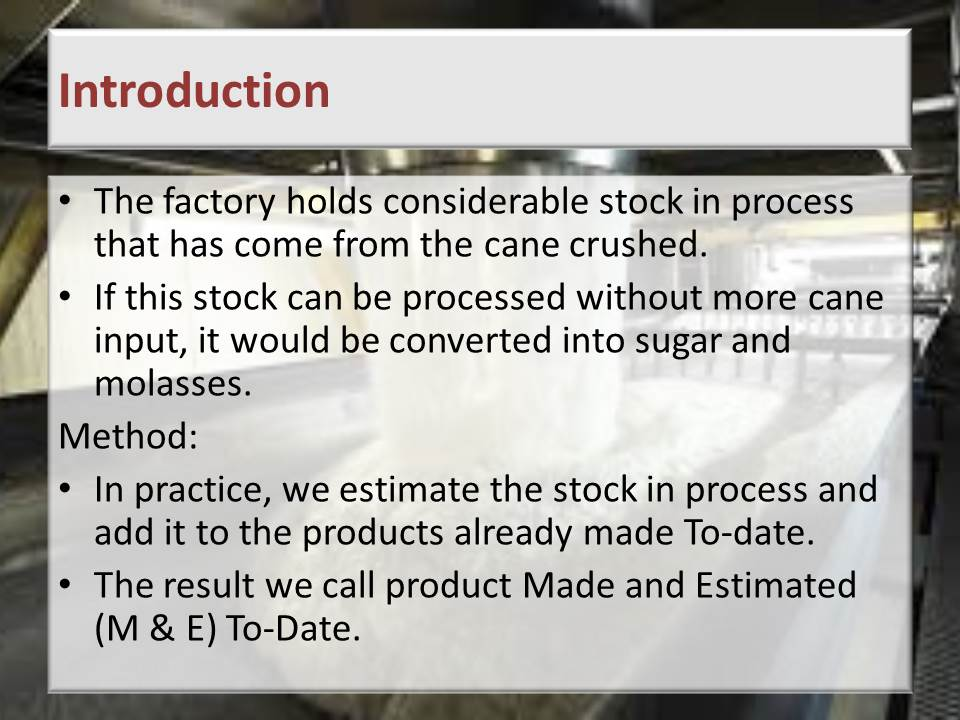 Introduction
• The factory holds considerable stock in process
that has come from the cane crushed.
• If this stock can be processed without more cane
input, it would be converted into sugar and
molasses.
Method:
• In practice, we estimate the stock in process and
add it to the products already made To-date.
• The result we call product Made and Estimated
(M & E) To-Date.